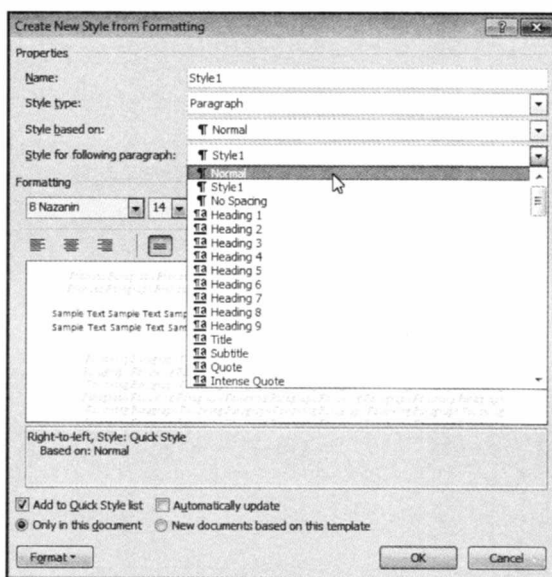 Create New Style from Formatting
Properties
Name: Style1
Style type: Paragraph
Style based on: ¶ Normal
Style for following paragraph: ¶ Style1
Formatting
B Nazanin 14
¶ Normal
¶ Style1
¶ No Spacing
¶a Heading 1
¶a Heading 2
¶a Heading 3
¶a Heading 4
¶a Heading 5
¶a Heading 6
¶a Heading 7
¶a Heading 8
¶a Heading 9
¶a Title
¶a Subtitle
¶a Quote
¶a Intense Quote
Sample Text Sample Text
Sample Text Sample Text
Right-to-left, Style: Quick Style
Based on: Normal
Add to Quick Style list Automatically update
Only in this document New documents based on this template
Format OK Cancel